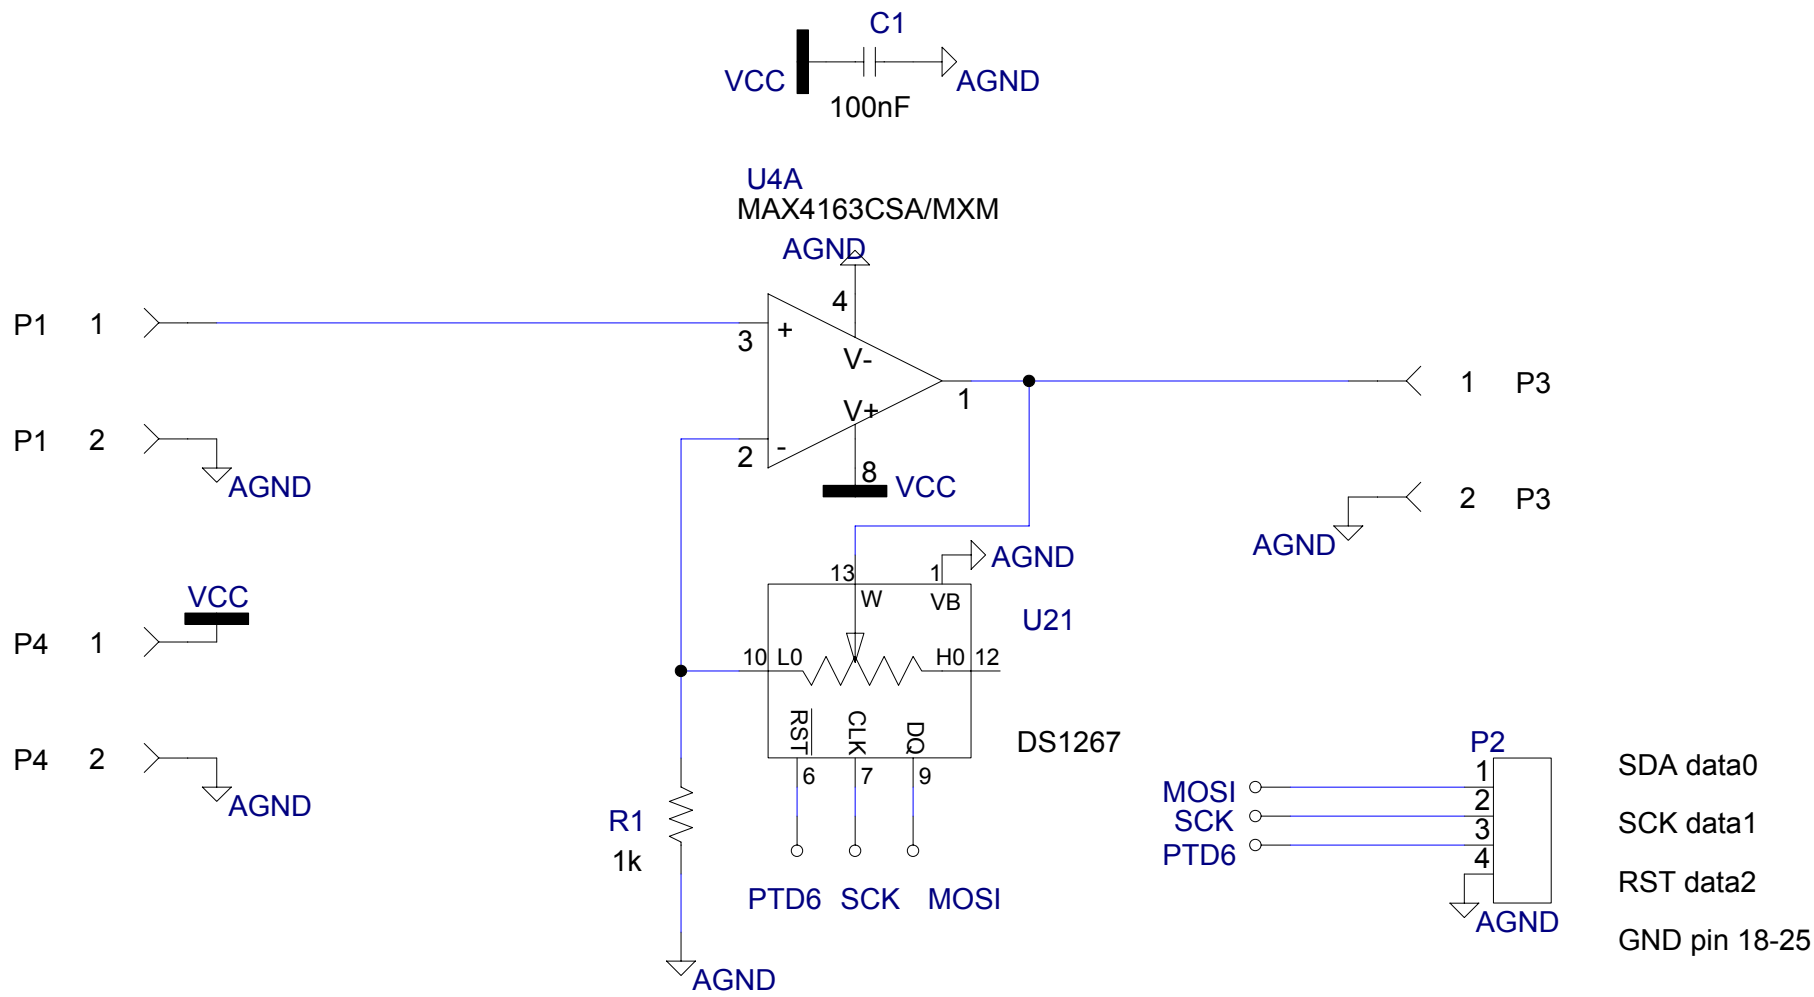 C1
VCC
AGND
100nF
U4A
MAX4163CSA/MXM
AGND
4
P1 1
3
+
V-
1
1 P3
V+
P1 2
2
-
8
VCC
AGND
2 P3
AGND
13
1
AGND
W
VB
U21
VCC
P4 1
10
L0
H0
12
RST
CLK
DQ
DS1267
P4 2
AGND
6
7
9
R1
1k
PTD6 SCK MOSI
AGND
P2
1
SDA data0
MOSI
2
SCK
3
SCK data1
PTD6
4
RST data2
AGND
GND pin 18-25